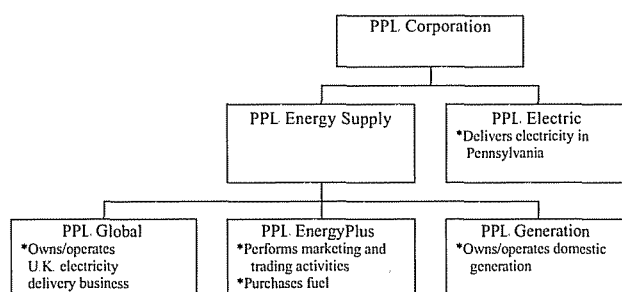 PPL Corporation
PPL Energy Supply
PPL Electric
*Delivers electricity in
Pennsylvania
PPL Global
*Owns/operates
U.K. electricity
delivery business
PPL EnergyPlus
*Performs marketing and
trading activities
*Purchases fuel
PPL Generation
*Owns/operates domestic
generation